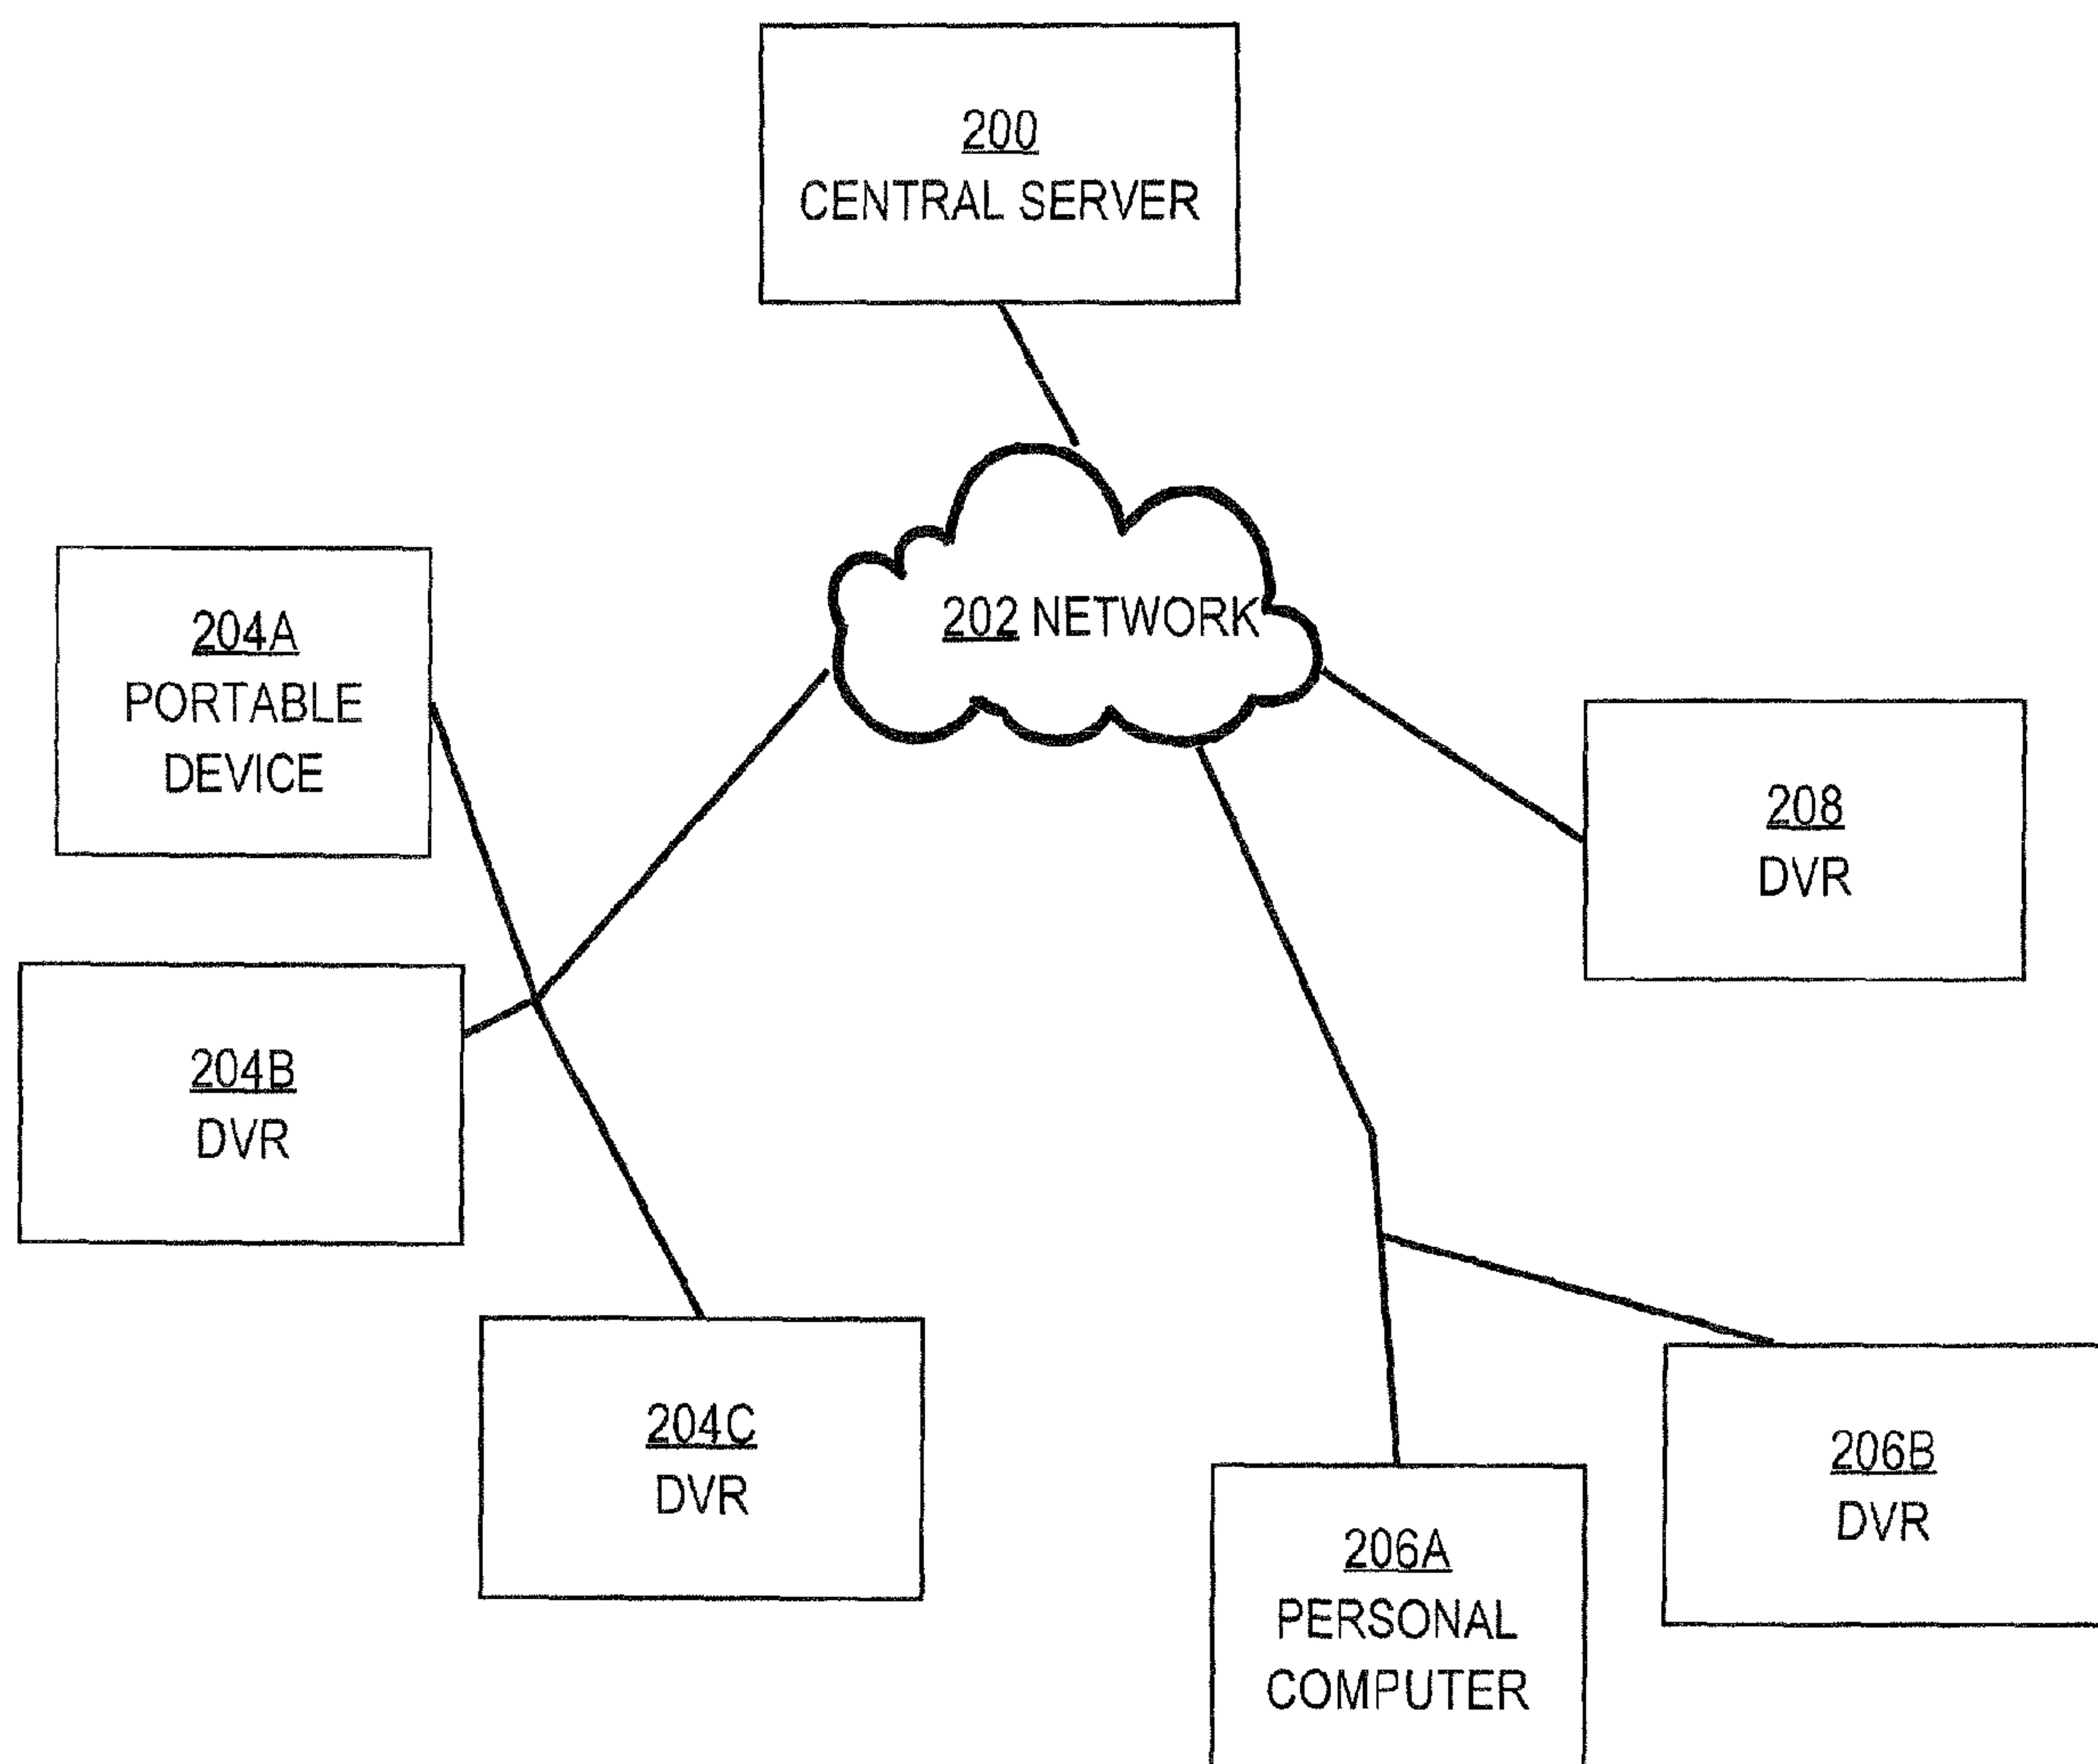 200
CENTRAL SERVER
202 NETWORK
204A
PORTABLE
DEVICE
208
DVR
204B
DVR
204C
DVR
206B
DVR
206A
PERSONAL
COMPUTER